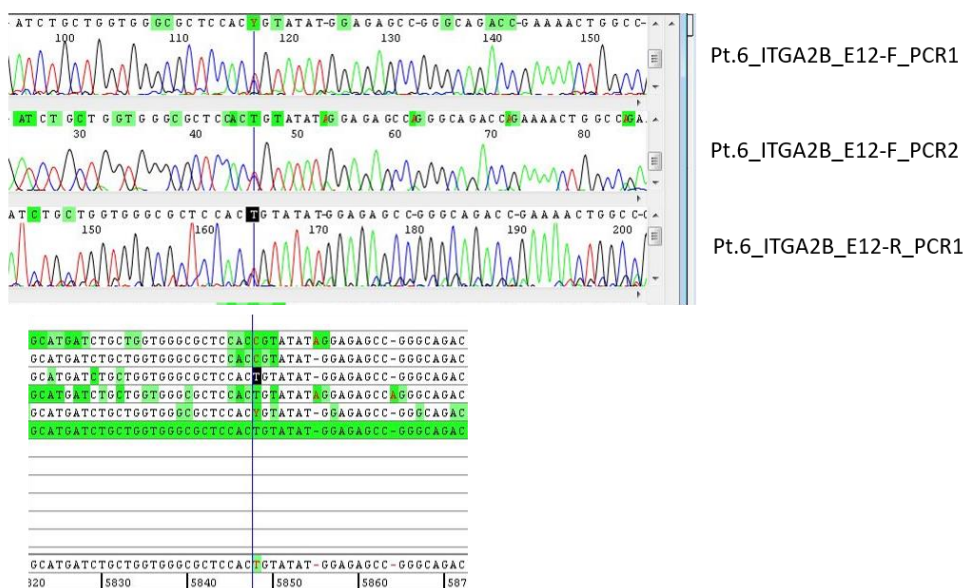 ATCTGCTGGTGGGCGCTCCACYGTATAT-GGAGAGCC-GGGCAGACC-GAAAACTGGCC-
100 110 120 130 140 150
Pt.6_ITGA2B_E12-F_PCR1
ATCTGCTGGTGGGCGCTCCACTGTATATAGGAGAGCCAGGGCAGACCAGAAAACTGGCCAGA
30 40 50 60 70 80
Pt.6_ITGA2B_E12-F_PCR2
ATCTGCTGGTGGGCGCTCCACTGTATAT-GGAGAGCC-GGGCAGACC-GAAAACTGGCC-
150 160 170 180 190 200
Pt.6_ITGA2B_E12-R_PCR1
GCATGATCTGCTGGTGGGCGCTCCACCGTATATAGGAGAGCC-GGGCAGAC
GCATGATCTGCTGGTGGGCGCTCCACCGTATAT-GGAGAGCC-GGGCAGAC
GCATGATCTGCTGGTGGGCGCTCCACTGTATAT-GGAGAGCC-GGGCAGAC
GCATGATCTGCTGGTGGGCGCTCCACTGTATATAGGAGAGCCAGGGCAGAC
GCATGATCTGCTGGTGGGCGCTCCACYGTATAT-GGAGAGCC-GGGCAGAC
GCATGATCTGCTGGTGGGCGCTCCACTGTATAT-GGAGAGCC-GGGCAGAC
GCATGATCTGCTGGTGGGCGCTCCACTGTATAT-GGAGAGCC-GGGCAGAC
320 5830 5840 5850 5860 587